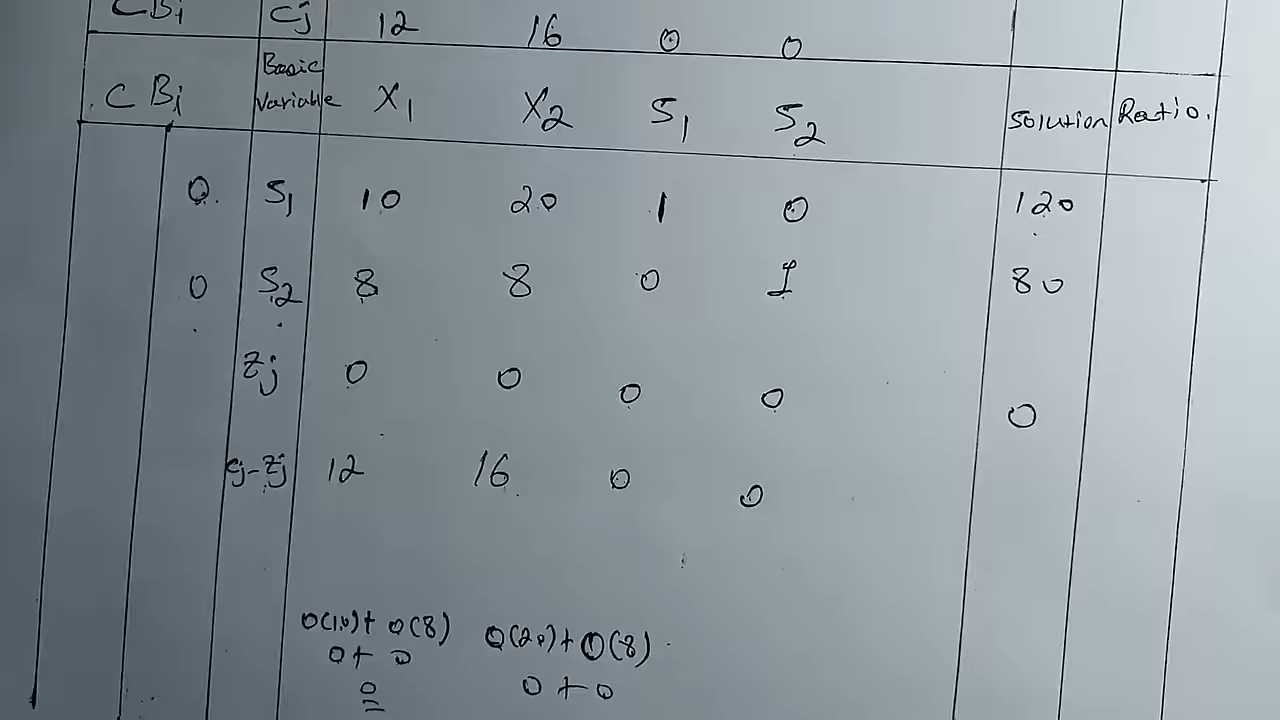 CBi Cj 12 16 0 0
CBi Basic Variable X1 X2 S1 S2 Solution Ratio.
0. S1 10 20 1 0 120
0 S2 8 8 0 1 80
Zj 0 0 0 0 0
Cj-Zj 12 16 0 0
0(10)+ 0(8) 0(20)+0(8)
0+ 0 0+0
0